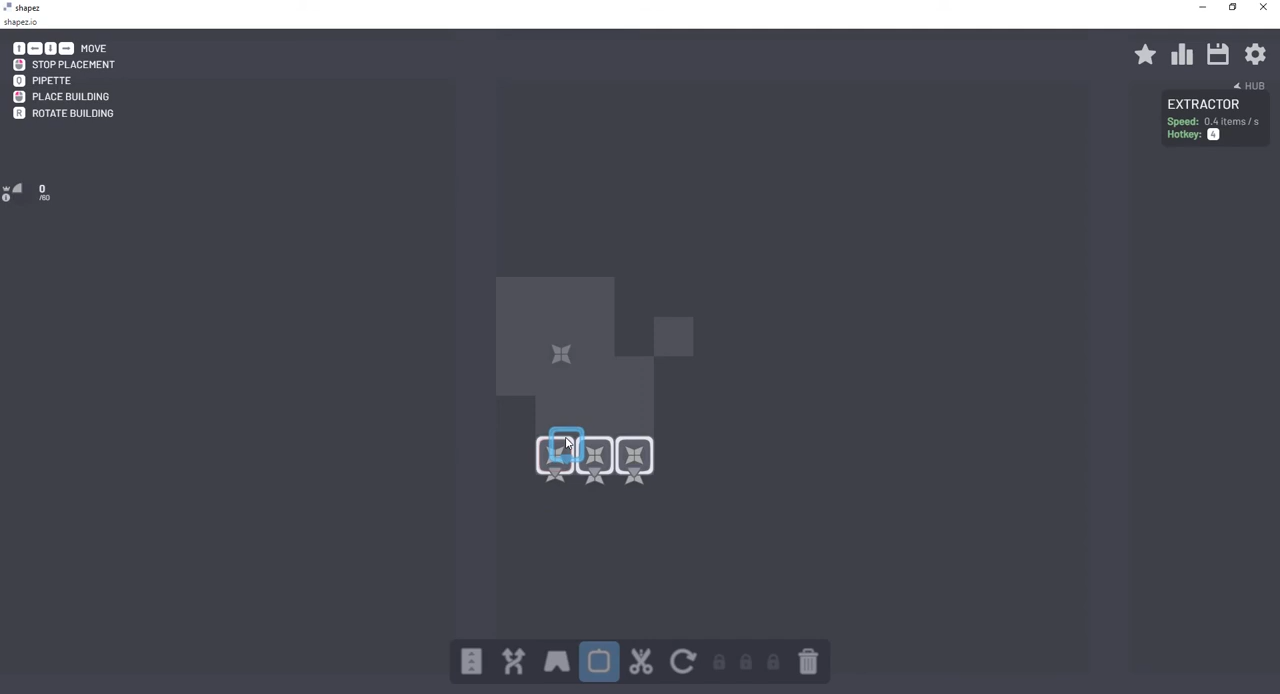 shapez
shapez.io
MOVE
STOP PLACEMENT
PIPETTE
PLACE BUILDING
R ROTATE BUILDING
HUB
EXTRACTOR
Speed: 0.4 items / s
Hotkey: 4
0
/60